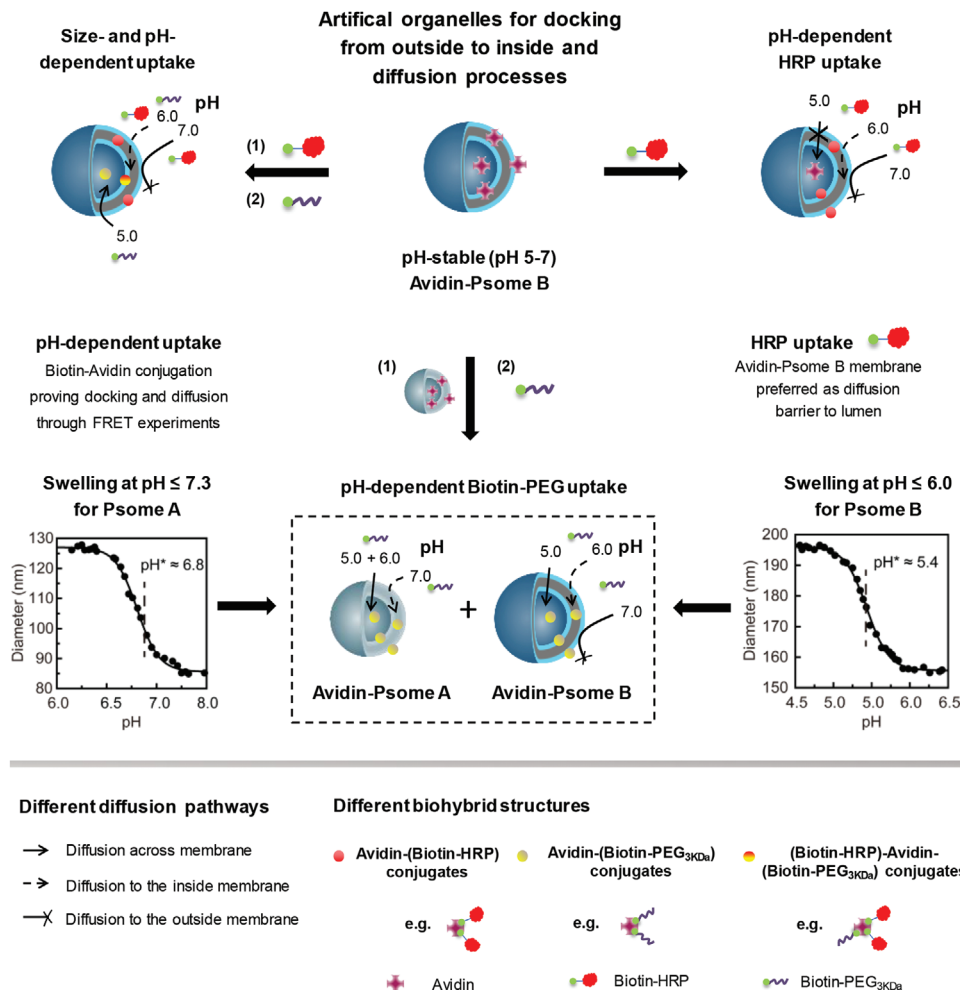 Artifical organelles for docking
from outside to inside and
diffusion processes
Size- and pH-
dependent uptake
pH
6.0
7.0
5.0
(1)
(2)
pH-stable (pH 5-7)
Avidin-Psome B
pH-dependent
HRP uptake
pH
5.0
6.0
7.0
pH-dependent uptake
Biotin-Avidin conjugation
proving docking and diffusion
through FRET experiments
(1)
(2)
HRP uptake
Avidin-Psome B membrane
preferred as diffusion
barrier to lumen
Swelling at pH ≤ 7.3
for Psome A
130
120
110
100
90
80
Diameter (nm)
pH* ≈ 6.8
6.0
6.5
7.0
7.5
8.0
pH
pH-dependent Biotin-PEG uptake
pH
5.0 + 6.0
7.0
Avidin-Psome A
+
pH
5.0
6.0
7.0
Avidin-Psome B
Swelling at pH ≤ 6.0
for Psome B
200
190
180
170
160
150
Diameter (nm)
pH* ≈ 5.4
4.5
5.0
5.0
6.0
6.5
pH
Different diffusion pathways
Diffusion across membrane
Diffusion to the inside membrane
Diffusion to the outside membrane
Different biohybrid structures
Avidin-(Biotin-HRP)
conjugates
Avidin-(Biotin-PEG3KDa)
conjugates
(Biotin-HRP)-Avidin-
(Biotin-PEG3KDa) conjugates
e.g.
e.g.
e.g.
Avidin
Biotin-HRP
Biotin-PEG3KDa